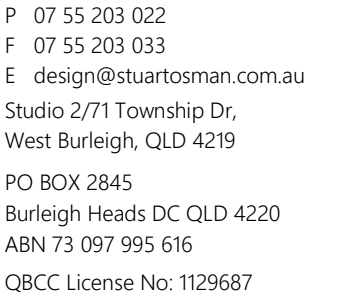 P 07 55 203 022
F 07 55 203 033
E design@stuartosman.com.au
Studio 2/71 Township Dr,
West Burleigh, QLD 4219
PO BOX 2845
Burleigh Heads DC QLD 4220
ABN 73 097 995 616
QBCC License No: 1129687